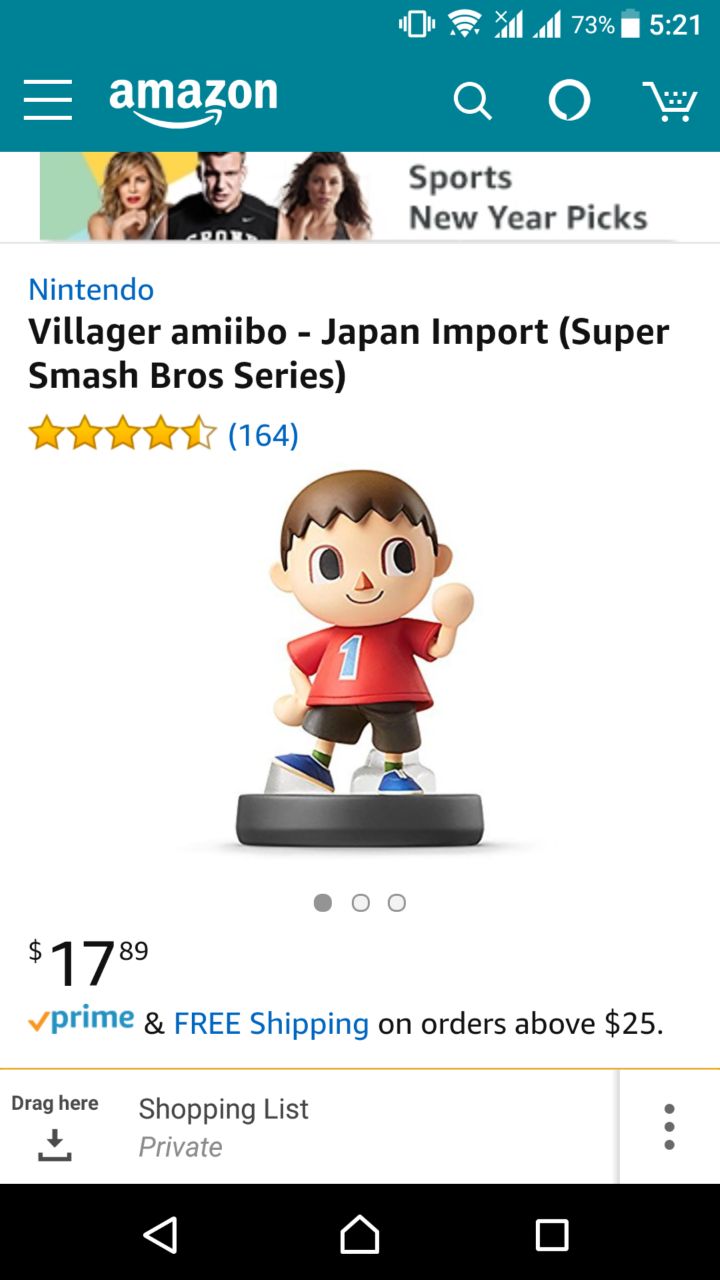 73% 5:21
amazon
Sports
New Year Picks
Nintendo
Villager amiibo - Japan Import (Super
Smash Bros Series)
(164)
1
$17 89
prime & FREE Shipping on orders above $25.
Drag here
Shopping List
Private